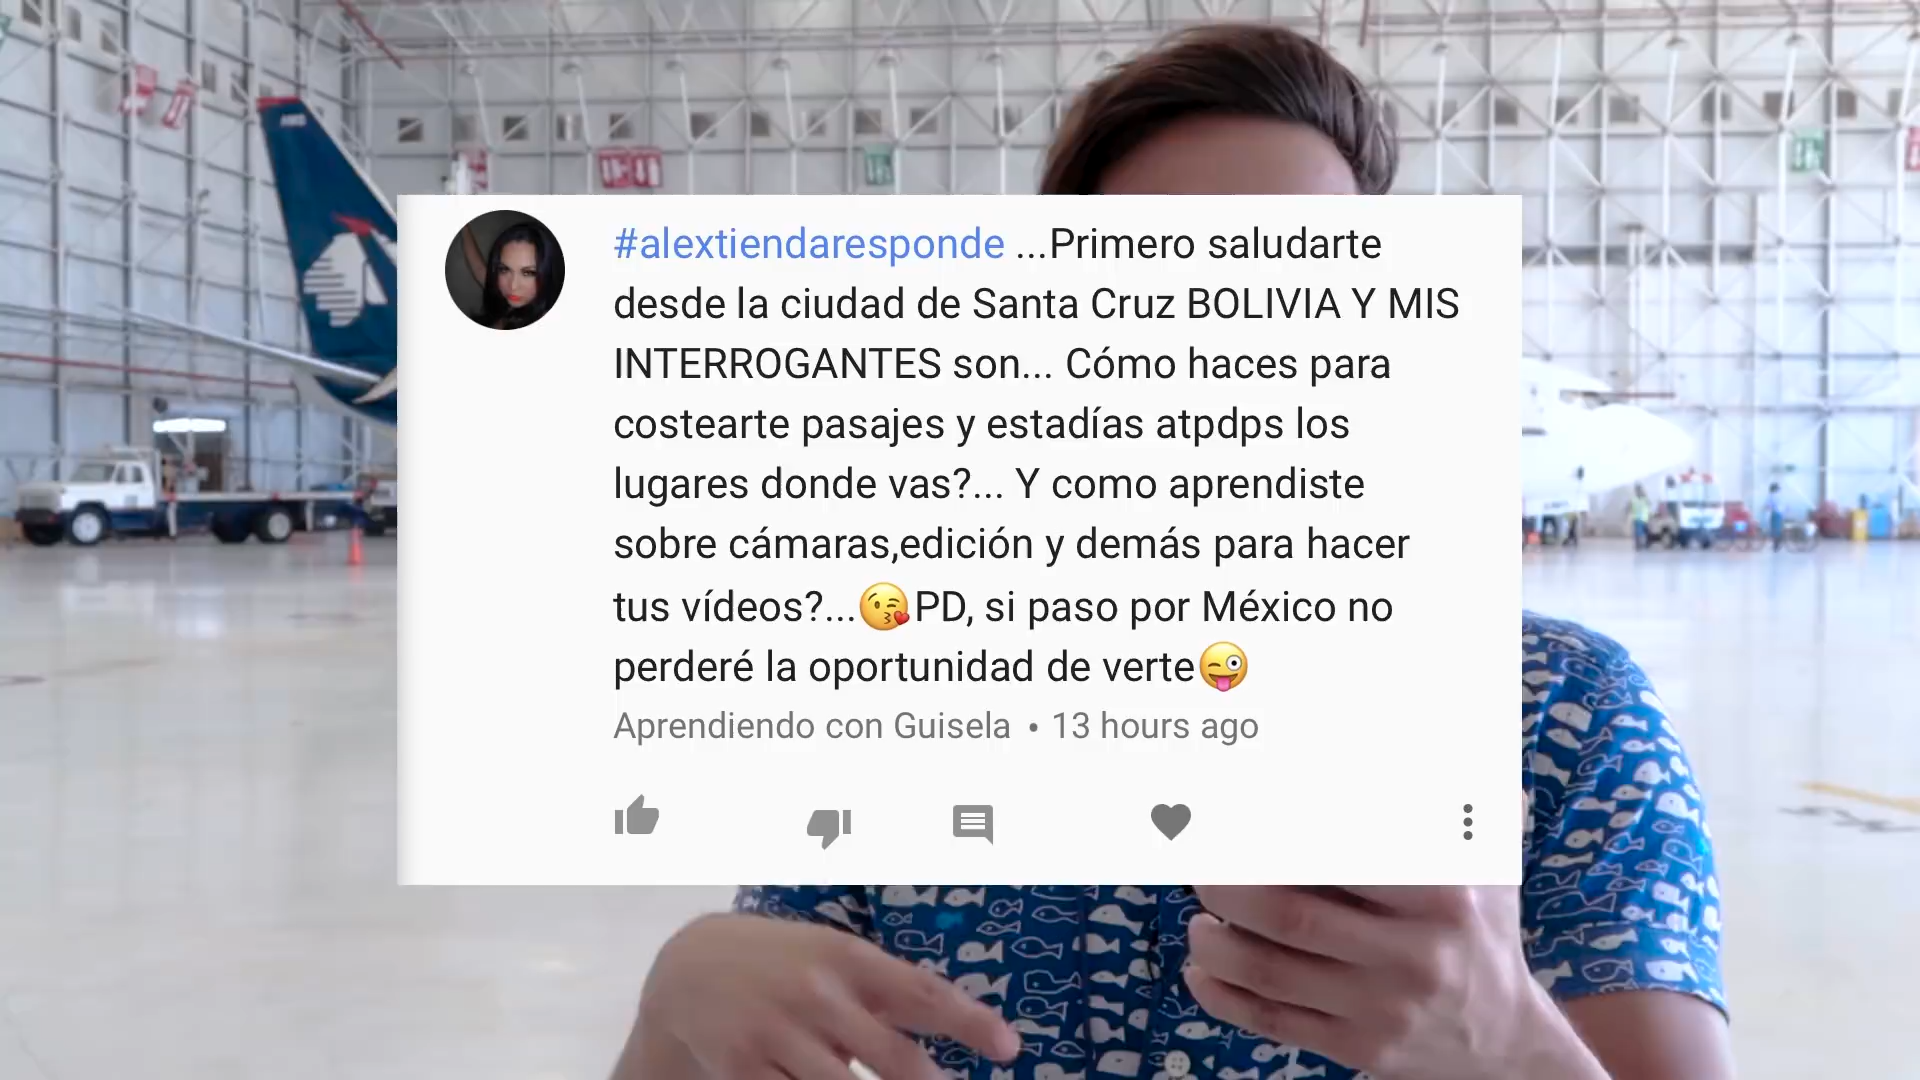 #alextiendaresponde ...Primero saludarte
desde la ciudad de Santa Cruz BOLIVIA Y MIS
INTERROGANTES son... Cómo haces para
costearte pasajes y estadías atpdps los
lugares donde vas?... Y como aprendiste
sobre cámaras,edición y demás para hacer
tus vídeos?...😘PD, si paso por México no
perderé la oportunidad de verte😜
Aprendiendo con Guisela • 13 hours ago